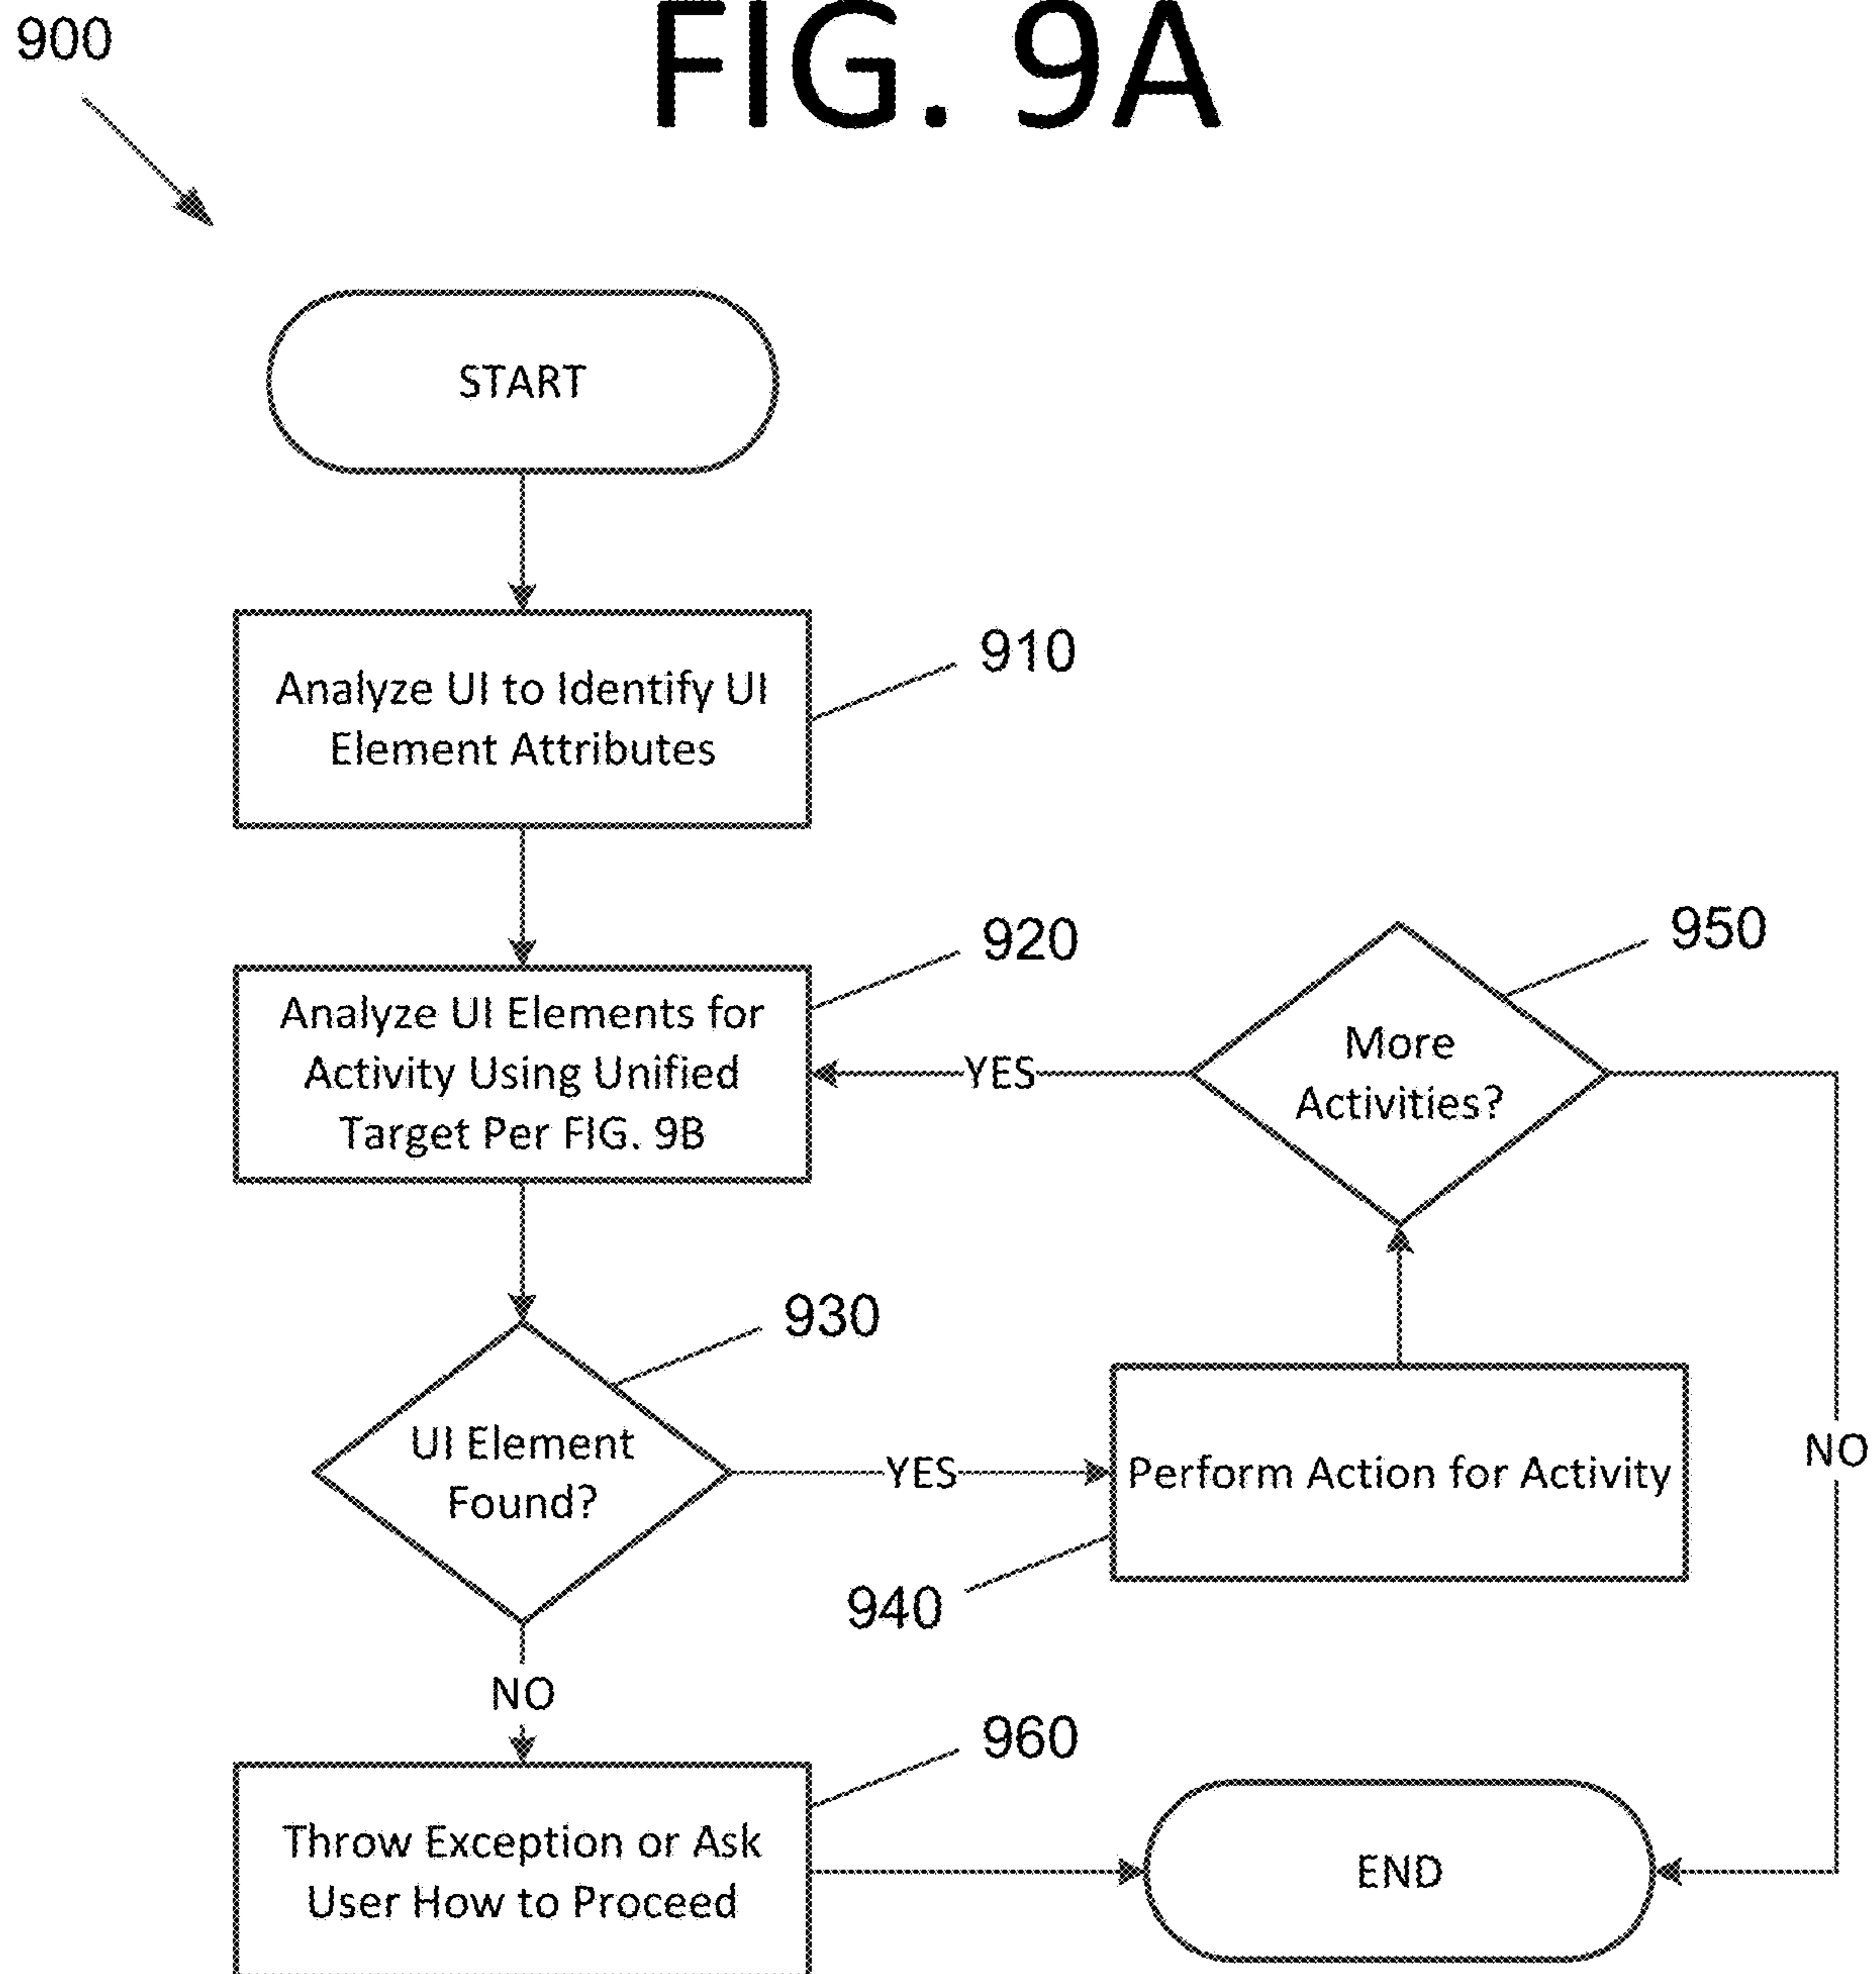 FIG. 9A
900
START
Analyze UI to Identify UI
Element Attributes
910
Analyze UI Elements for
Activity Using Unified
Target Per FIG. 9B
920
YES
More
Activities?
950
UI Element
Found?
930
YES
Perform Action for Activity
940
NO
NO
Throw Exception or Ask
User How to Proceed
960
END